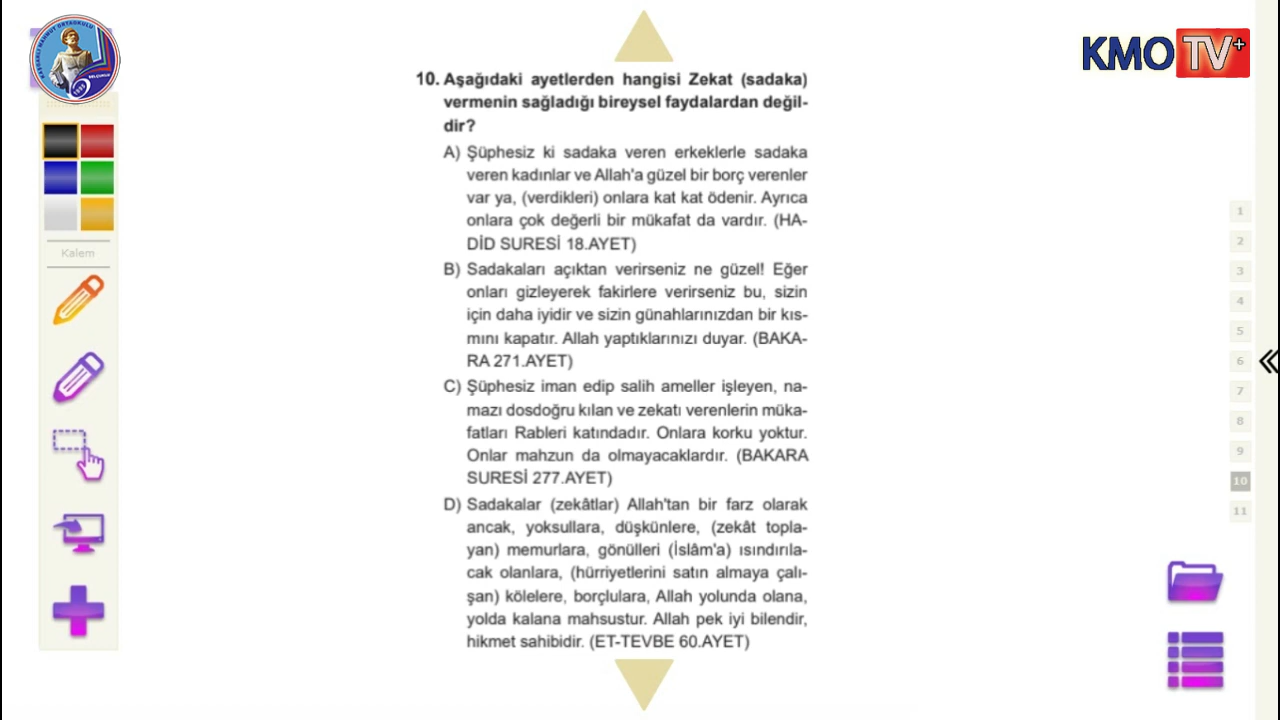 KMO TV+
10. Aşağıdaki ayetlerden hangisi Zekat (sadaka)
vermenin sağladığı bireysel faydalardan değil-
dir?
A) Şüphesiz ki sadaka veren erkeklerle sadaka
veren kadınlar ve Allah'a güzel bir borç verenler
var ya, (verdikleri) onlara kat kat ödenir. Ayrıca
onlara çok değerli bir mükafat da vardır. (HA-
DİD SURESİ 18.AYET)
B) Sadakaları açıktan verirseniz ne güzel! Eğer
onları gizleyerek fakirlere verirseniz bu, sizin
için daha iyidir ve sizin günahlarınızdan bir kıs-
mını kapatır. Allah yaptıklarınızı duyar. (BAKA-
RA 271.AYET)
C) Şüphesiz iman edip salih ameller işleyen, na-
mazı dosdoğru kılan ve zekatı verenlerin müka-
fatları Rableri katındadır. Onlara korku yoktur.
Onlar mahzun da olmayacaklardır. (BAKARA
SURESİ 277.AYET)
D) Sadakalar (zekâtlar) Allah'tan bir farz olarak
ancak, yoksullara, düşkünlere, (zekât topla-
yan) memurlara, gönülleri (İslâm'a) ısındırıla-
cak olanlara, (hürriyetlerini satın almaya çalı-
şan) kölelere, borçlulara, Allah yolunda olana,
yolda kalana mahsustur. Allah pek iyi bilendir,
hikmet sahibidir. (ET-TEVBE 60.AYET)
Kalem
1
2
3
4
5
6
7
8
9
10
11